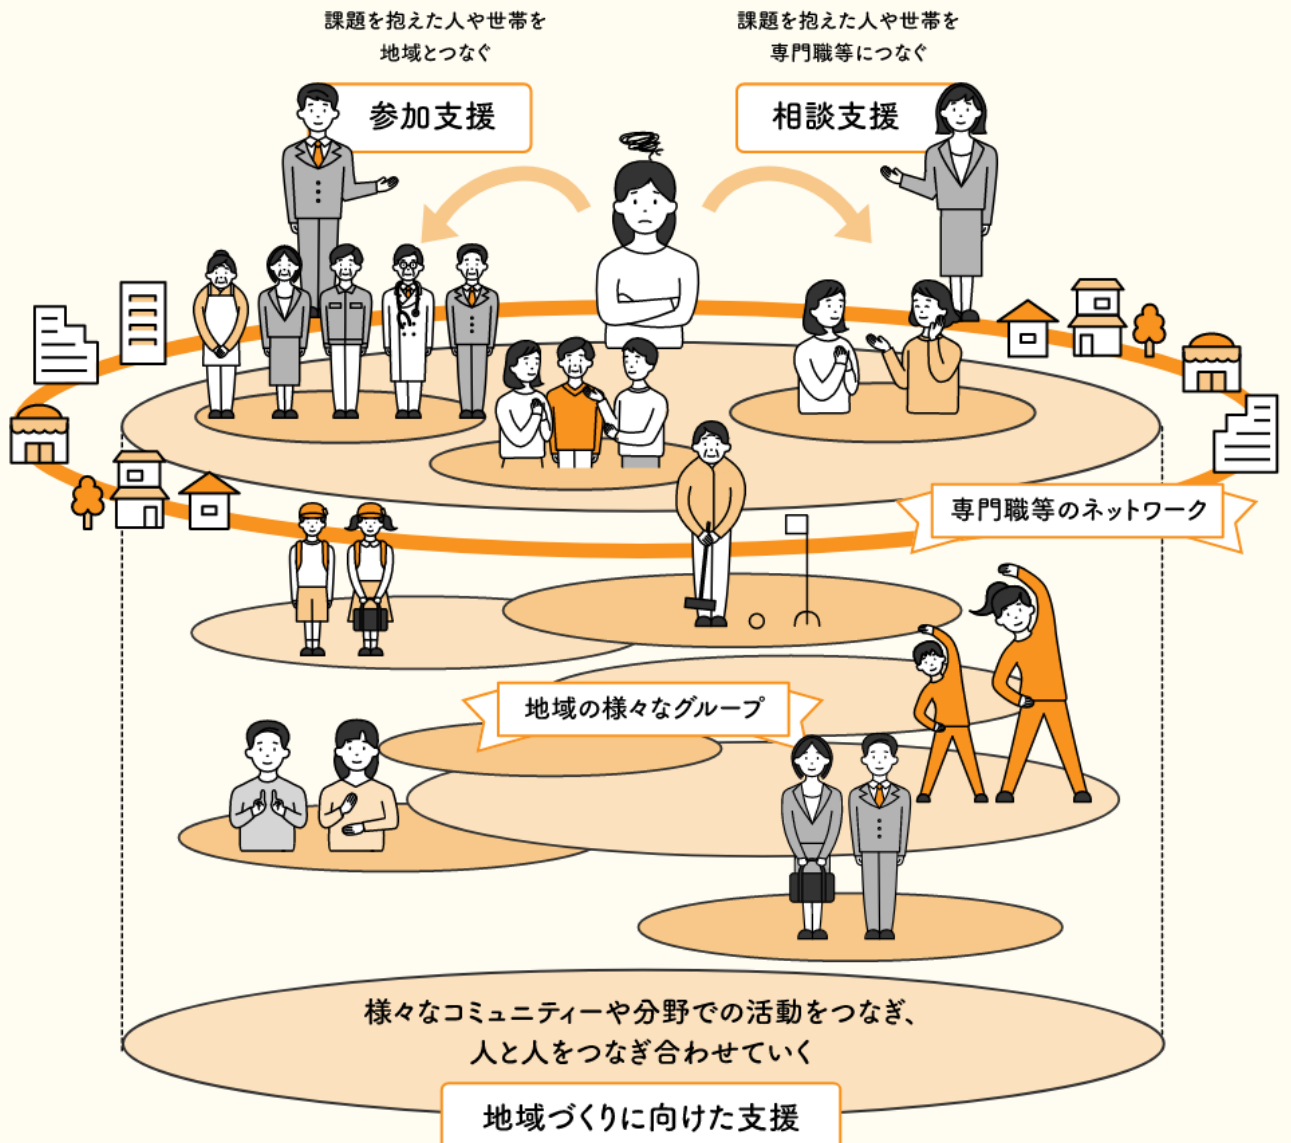 課題を抱えた人や世帯を
地域とつなぐ
参加支援
課題を抱えた人や世帯を
専門職等につなぐ
相談支援
専門職等のネットワーク
地域の様々なグループ
様々なコミュニティーや分野での活動をつなぎ、
人と人をつなぎ合わせていく
地域づくりに向けた支援